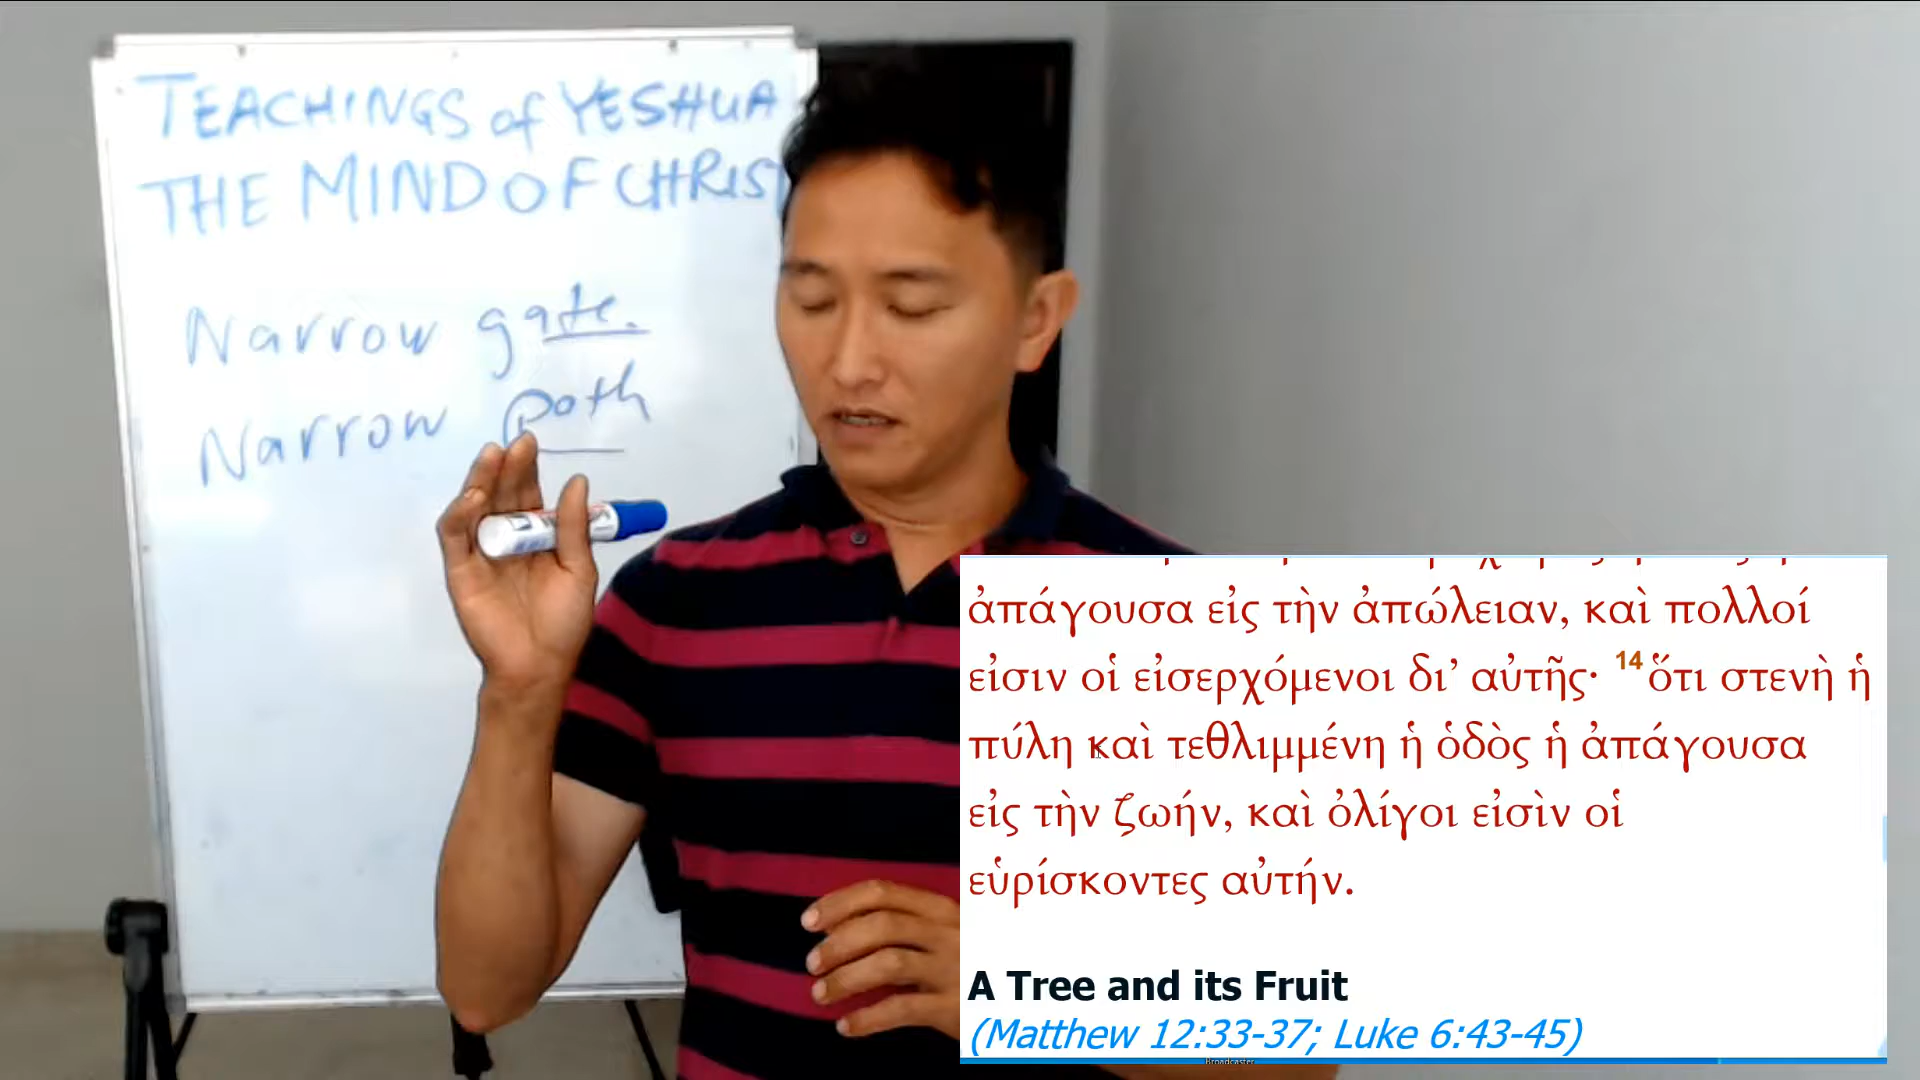 TEACHINGS of YESHUA
THE MIND OF CHRIST
Narrow gate.
Narrow path
ἀπάγουσα εἰς τὴν ἀπώλειαν, καὶ πολλοί
εἰσιν οἱ εἰσερχόμενοι δι’ αὐτῆς· 14 ὅτι στενὴ ἡ
πύλη καὶ τεθλιμμένη ἡ ὁδὸς ἡ ἀπάγουσα
εἰς τὴν ζωήν, καὶ ὀλίγοι εἰσὶν οἱ
εὑρίσκοντες αὐτήν.
A Tree and its Fruit
(Matthew 12:33-37; Luke 6:43-45)
Broadcaster